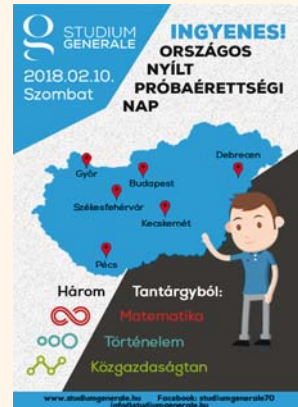 STUDIUM
GENERALE
2018.02.10.
Szombat
INGYENES!
ORSZÁGOS
NYÍLT
PRÓBAÉRETTSÉGI
NAP
Győr
Budapest
Debrecen
Székesfehérvár
Kecskemét
Pécs
Három Tantárgyból:
Matematika
Történelem
Közgazdaságtan
www.studiumgenerale.hu Facebook: studiumgenerale70
info@studiumgenerale.hu